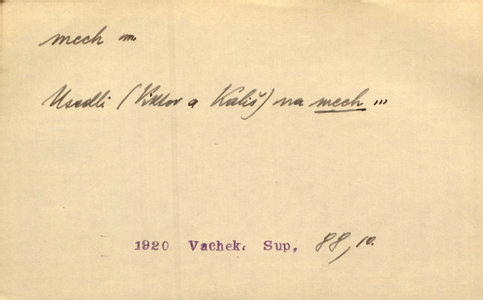 mech m.
Usedli (Viktor a Kališ) na mech ...
1920 Vachek. Sup. 88, 10.